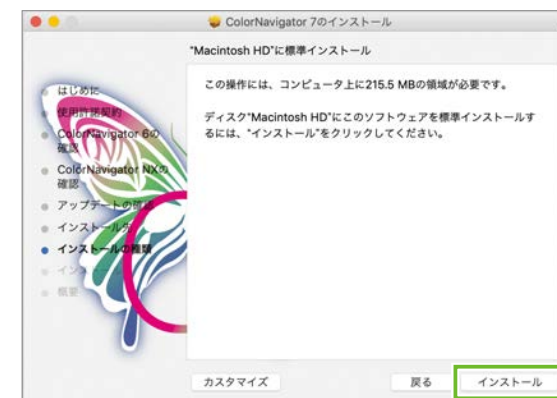 ColorNavigator 7のインストール
"Macintosh HD"に標準インストール
はじめに
使用許諾契約
ColorNavigator 6の
確認
ColorNavigator NXの
確認
アップデートの確認
インストール先
インストールの種類
インストール
概要
この操作には、コンピュータ上に215.5 MBの領域が必要です。
ディスク"Macintosh HD"にこのソフトウェアを標準インストールす
るには、"インストール"をクリックしてください。
カスタマイズ
戻る
インストール